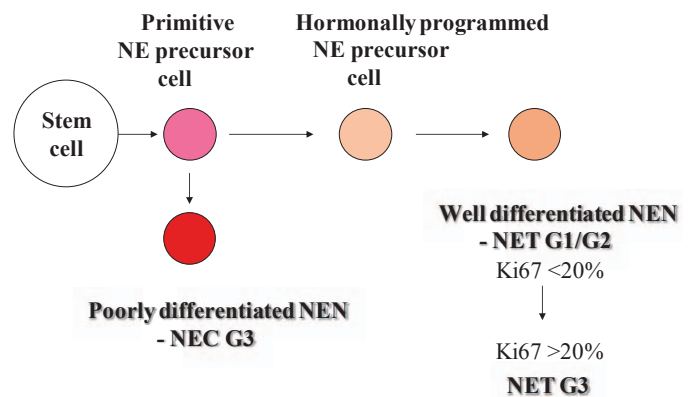 Primitive
NE precursor
cell
Hormonally programmed
NE precursor
cell
Stem
cell
Well differentiated NEN
- NET G1/G2
Ki67 <20%
Poorly differentiated NEN
- NEC G3
Ki67 >20%
NET G3